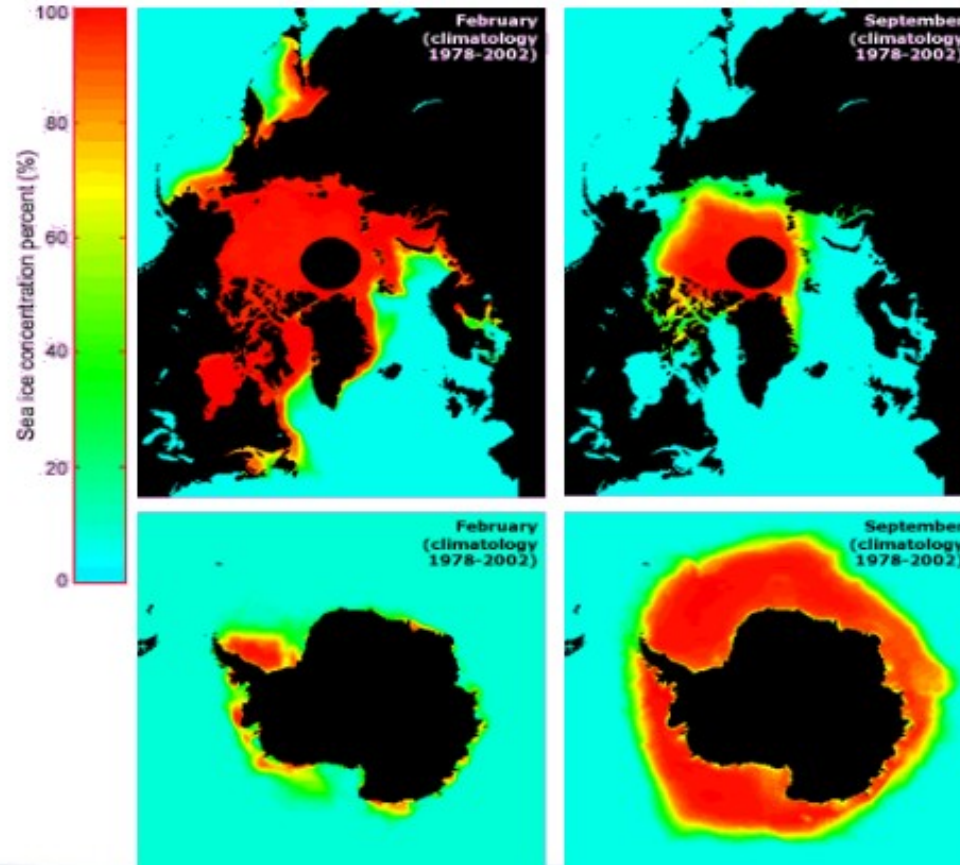 100
80
60
40
20
0
Sea ice concentration percent (%)
February
(climatology
1978-2002)
September
(climatology
1978-2002)
February
(climatology
1978-2002)
September
(climatology
1978-2002)